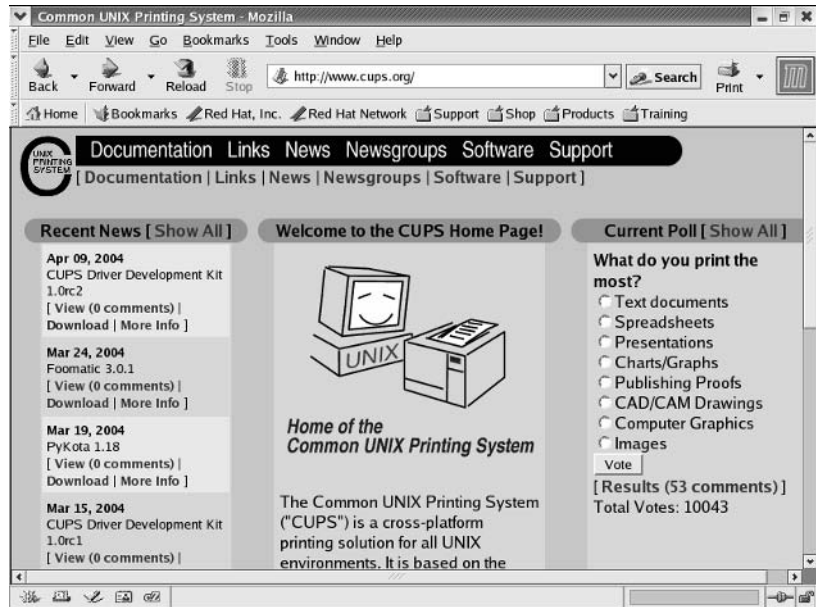 Common UNIX Printing System - Mozilla
File Edit View Go Bookmarks Tools Window Help
Back Forward Reload Stop http://www.cups.org/ Search Print
Home Bookmarks Red Hat, Inc. Red Hat Network Support Shop Products Training
UNIX
PRINTING
SYSTEM
Documentation Links News Newsgroups Software Support
[ Documentation | Links | News | Newsgroups | Software | Support ]
Recent News [ Show All ]
Apr 09, 2004
CUPS Driver Development Kit
1.0rc2
[ View (0 comments) |
Download | More Info ]
Mar 24, 2004
Foomatic 3.0.1
[ View (0 comments) |
Download | More Info ]
Mar 19, 2004
PyKota 1.18
[ View (0 comments) |
Download | More Info ]
Mar 15, 2004
CUPS Driver Development Kit
1.0rc1
[ View (0 comments) |
Welcome to the CUPS Home Page!
UNIX
Home of the
Common UNIX Printing System
The Common UNIX Printing System
("CUPS") is a cross-platform
printing solution for all UNIX
environments. It is based on the
Current Poll [ Show All ]
What do you print the
most?
Text documents
Spreadsheets
Presentations
Charts/Graphs
Publishing Proofs
CAD/CAM Drawings
Computer Graphics
Images
Vote
[ Results (53 comments) ]
Total Votes: 10043